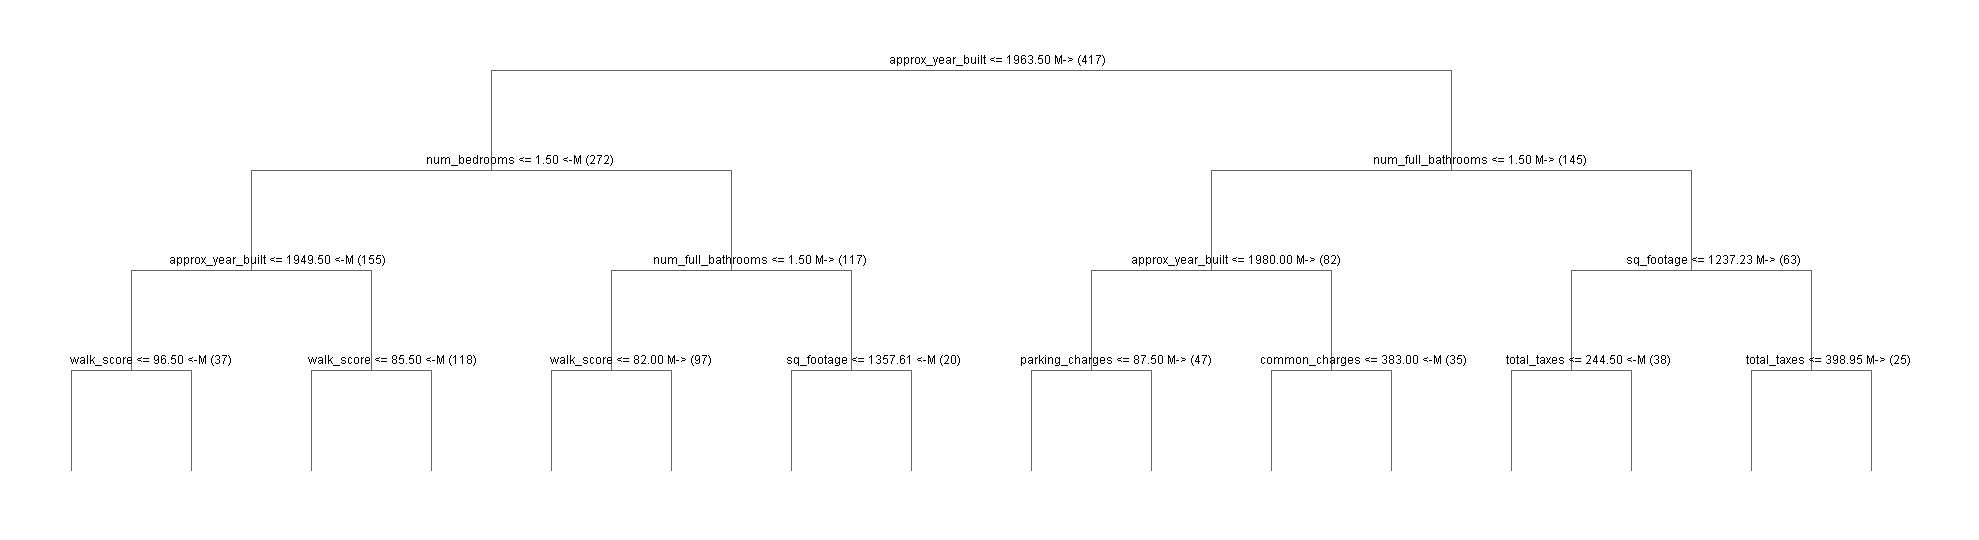 approx_year_built <= 1963.50 M-> (417)
num_bedrooms <= 1.50 <-M (272)
num_full_bathrooms <= 1.50 M-> (145)
approx_year_built <= 1949.50 <-M (155)
num_full_bathrooms <= 1.50 M-> (117)
approx_year_built <= 1980.00 M-> (82)
sq_footage <= 1237.23 M-> (63)
walk_score <= 96.50 <-M (37)
walk_score <= 85.50 <-M (118)
walk_score <= 82.00 M-> (97)
sq_footage <= 1357.61 <-M (20)
parking_charges <= 87.50 M-> (47)
common_charges <= 383.00 <-M (35)
total_taxes <= 244.50 <-M (38)
total_taxes <= 398.95 M-> (25)